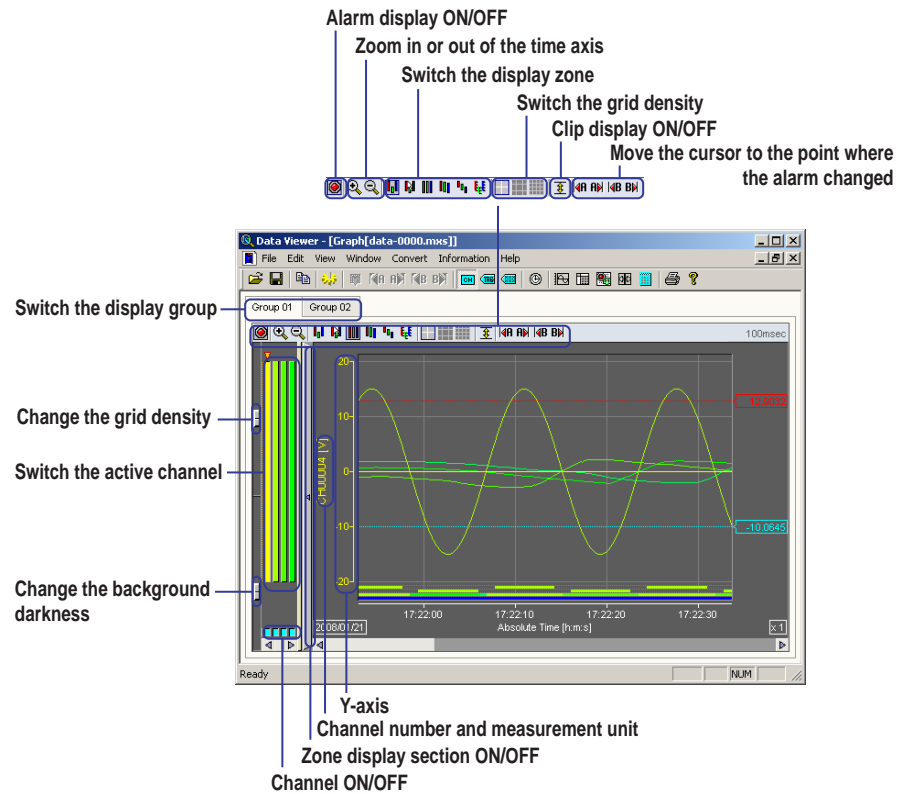 Alarm display ON/OFF
Zoom in or out of the time axis
Switch the display zone
Switch the grid density
Clip display ON/OFF
Move the cursor to the point where
the alarm changed
Data Viewer - [Graph[data-0000.mxs]]
File Edit View Window Convert Information Help
Switch the display group
Group 01 Group 02
100msec
20
Change the grid density
10
Switch the active channel
CH00004 [V]
0
-10
-10.0645
Change the background
darkness
-20
17:22:00 17:22:10 17:22:20 17:22:30
2008/01/21
Absolute Time [h:m:s]
x 1
Ready
NUM
Y-axis
Channel number and measurement unit
Zone display section ON/OFF
Channel ON/OFF